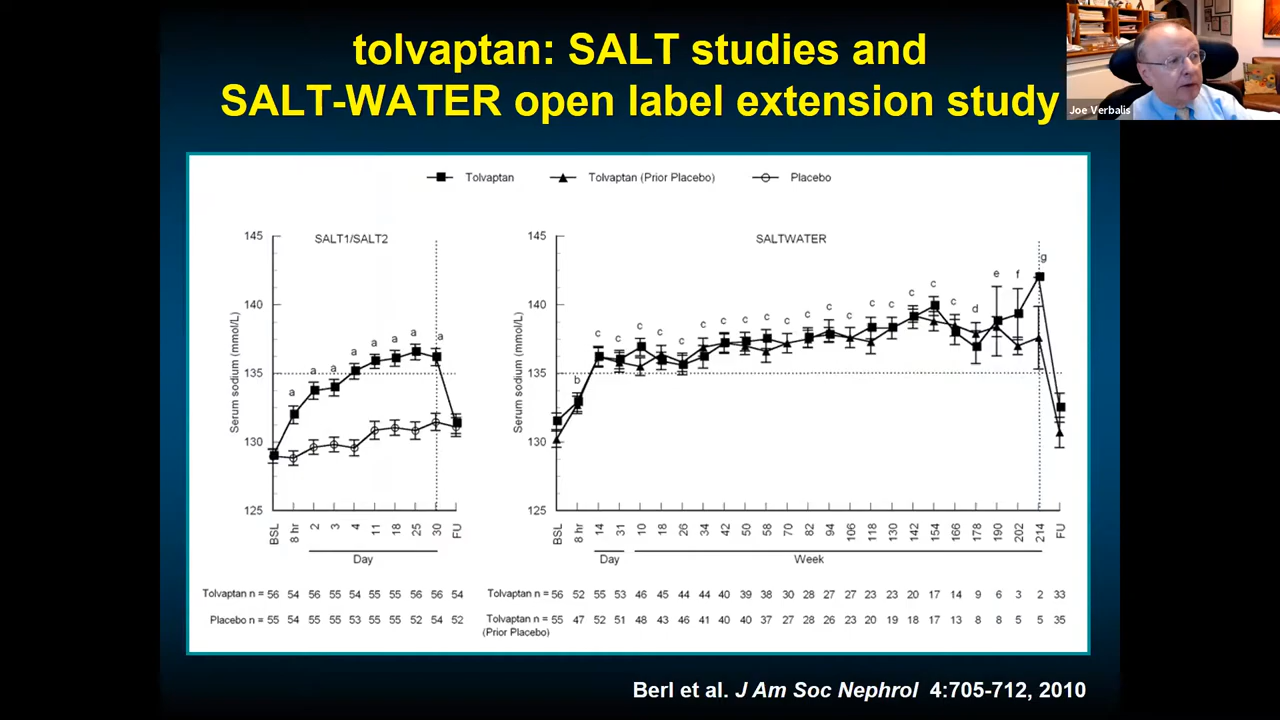 tolvaptan: SALT studies and
SALT-WATER open label extension study
Joe Verbalis
Tolvaptan Tolvaptan (Prior Placebo) Placebo
SALT1/SALT2
Serum sodium (mmol/L)
145
140
135
130
125
a a a a a a a a
BSL 8 hr 2 3 4 11 18 25 30 FU
Day
Tolvaptan n = 56 54 56 55 54 55 55 56 56 54
Placebo n = 55 54 55 55 53 55 55 52 54 52
SALTWATER
Serum sodium (mmol/L)
145
140
135
130
125
b c c c c c c c c c c c c c c c c c c d e f g
BSL 8 hr 14 31 10 18 26 34 42 50 58 70 82 94 106 118 130 142 154 166 178 190 202 214 FU
Day Week
Tolvaptan n = 56 52 55 53 46 45 44 44 40 39 38 30 28 27 27 23 23 20 17 14 9 6 3 2 33
Tolvaptan n = 55 47 52 51 48 43 46 41 40 40 37 27 28 26 23 20 19 18 17 13 8 8 5 5 35
(Prior Placebo)
Berl et al. J Am Soc Nephrol 4:705-712, 2010